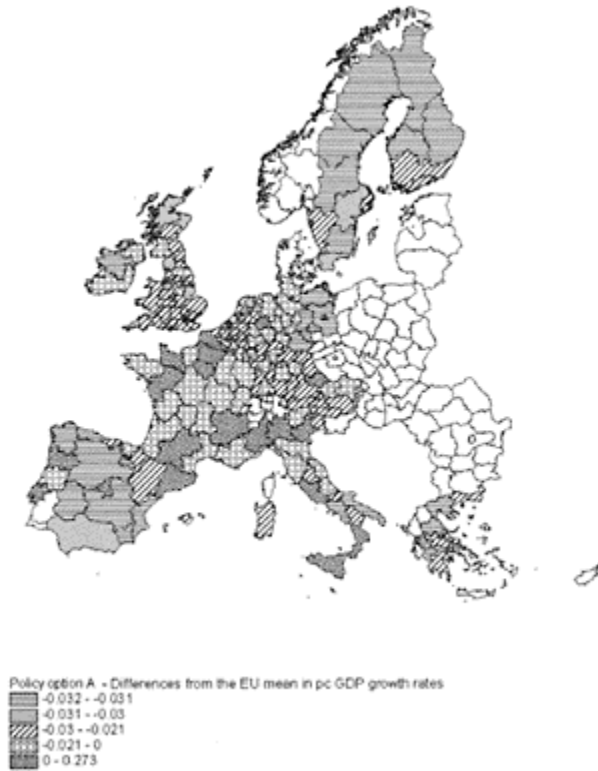 Policy option A - Differences from the EU mean in pc GDP growth rates
-0.032 - -0.031
-0.031 - -0.03
-0.03 - -0.021
-0.021 - 0
0 - 0.273